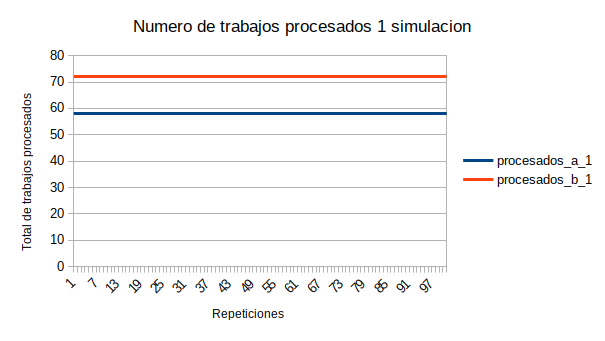 Numero de trabajos procesados 1 simulacion
80
70
60
50
40
30
20
10
0
Total de trabajos procesados
1 7 13 19 25 31 37 43 49 55 61 67 73 79 85 91 97
Repeticiones
procesados_a_1
procesados_b_1